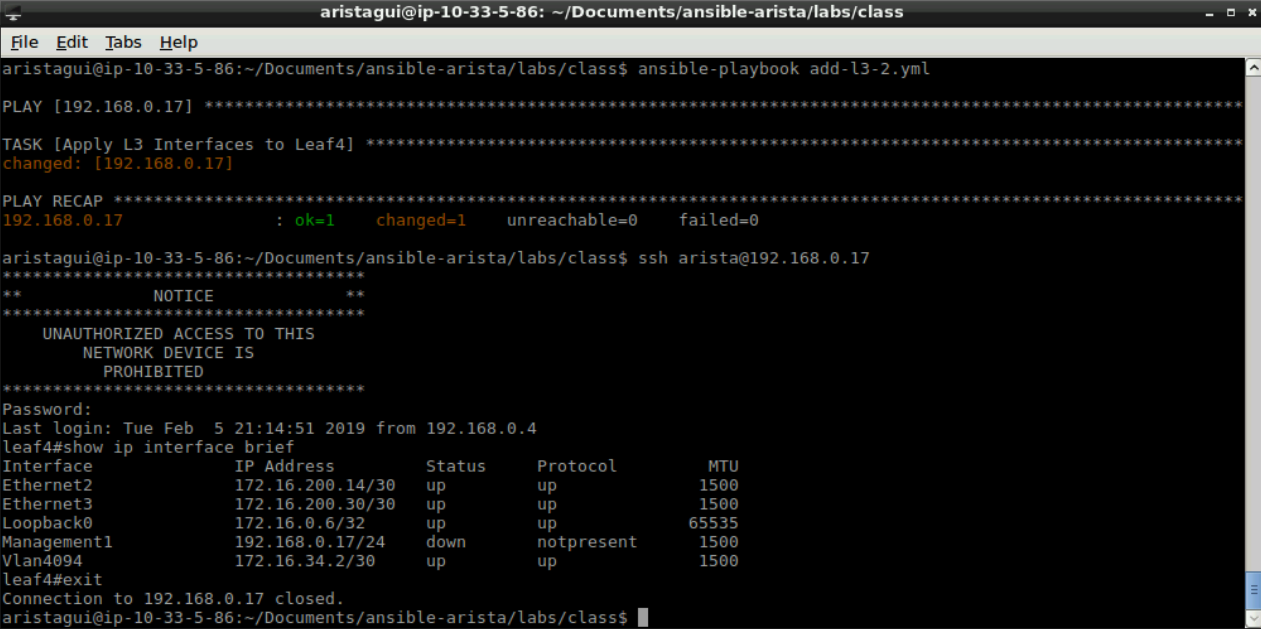 aristagui@ip-10-33-5-86: ~/Documents/ansible-arista/labs/class
File Edit Tabs Help
aristagui@ip-10-33-5-86:~/Documents/ansible-arista/labs/class$ ansible-playbook add-l3-2.yml
PLAY [192.168.0.17] *******************************************************************************************************
TASK [Apply L3 Interfaces to Leaf4] ***************************************************************************************
changed: [192.168.0.17]
PLAY RECAP ****************************************************************************************************************
192.168.0.17               : ok=1    changed=1    unreachable=0    failed=0
aristagui@ip-10-33-5-86:~/Documents/ansible-arista/labs/class$ ssh arista@192.168.0.17
************************************
**             NOTICE             **
************************************
    UNAUTHORIZED ACCESS TO THIS
        NETWORK DEVICE IS
          PROHIBITED
************************************
Password:
Last login: Tue Feb  5 21:14:51 2019 from 192.168.0.4
leaf4#show ip interface brief
Interface              IP Address         Status     Protocol         MTU
Ethernet2              172.16.200.14/30   up         up              1500
Ethernet3              172.16.200.30/30   up         up              1500
Loopback0              172.16.0.6/32      up         up             65535
Management1            192.168.0.17/24    down       notpresent      1500
Vlan4094               172.16.34.2/30     up         up              1500
leaf4#exit
Connection to 192.168.0.17 closed.
aristagui@ip-10-33-5-86:~/Documents/ansible-arista/labs/class$